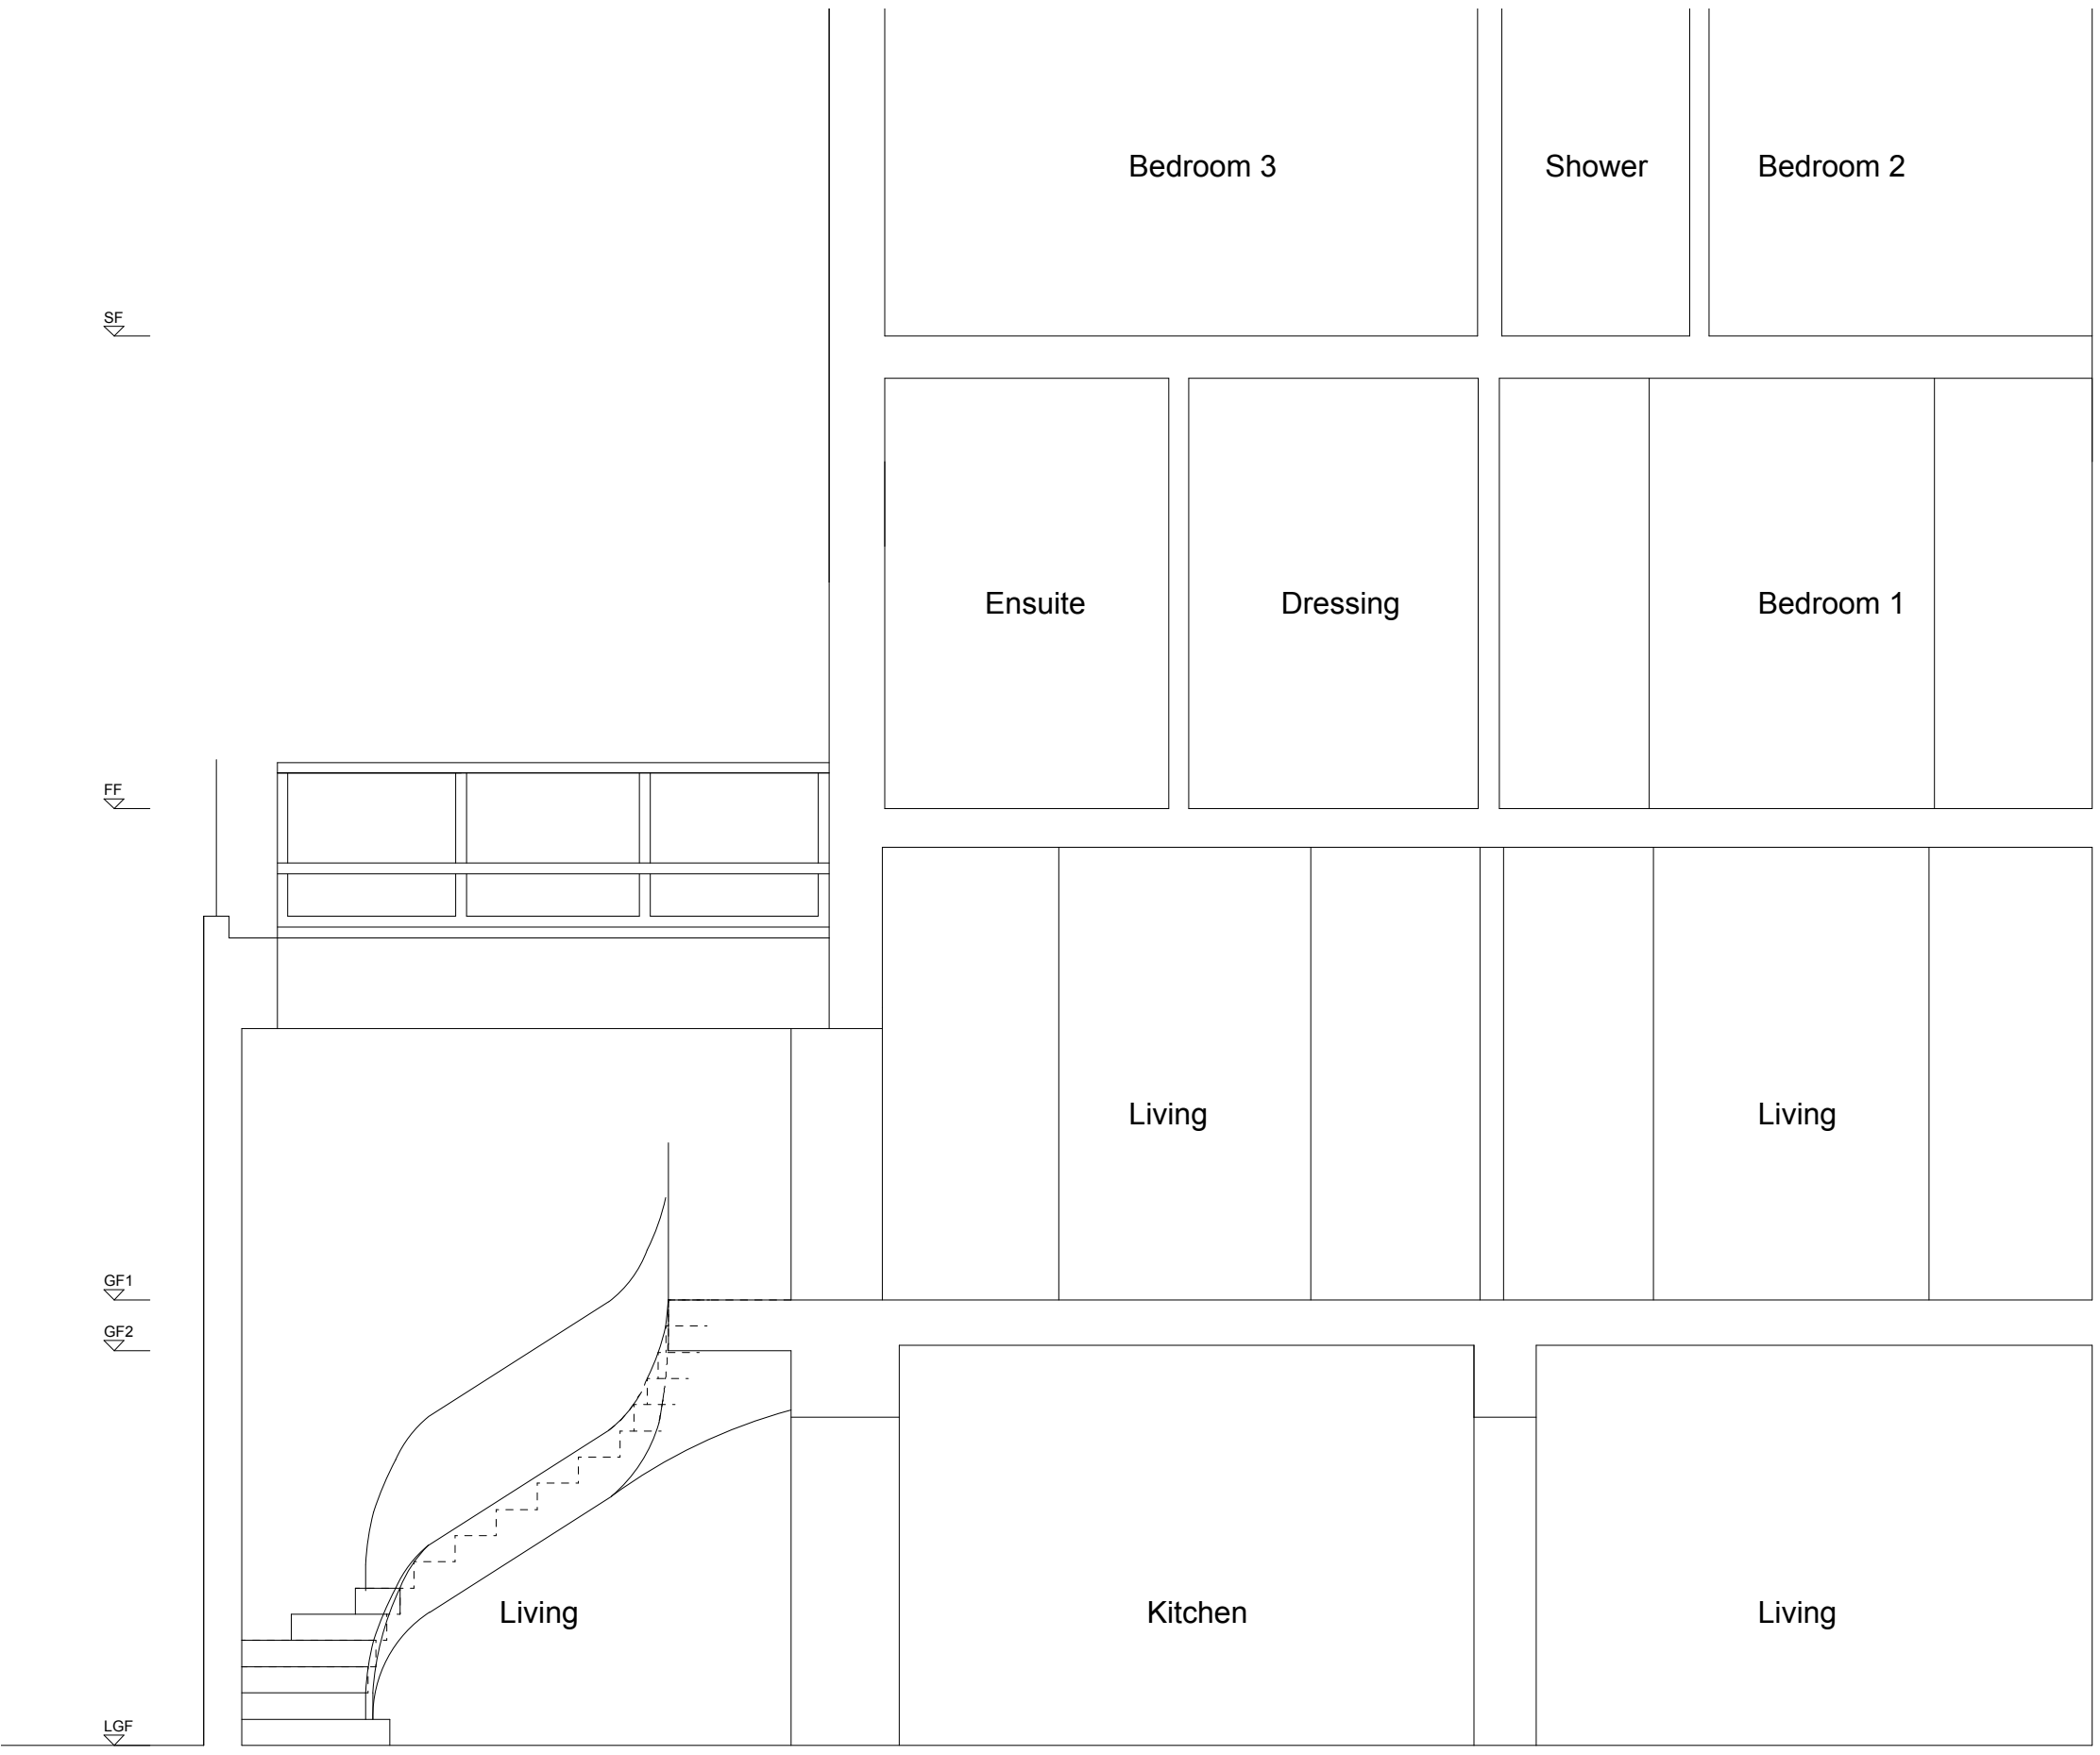 Bedroom 3
Shower
Bedroom 2
SF
Ensuite
Dressing
Bedroom 1
FF
Living
Living
GF1
GF2
Living
Kitchen
Living
LGF